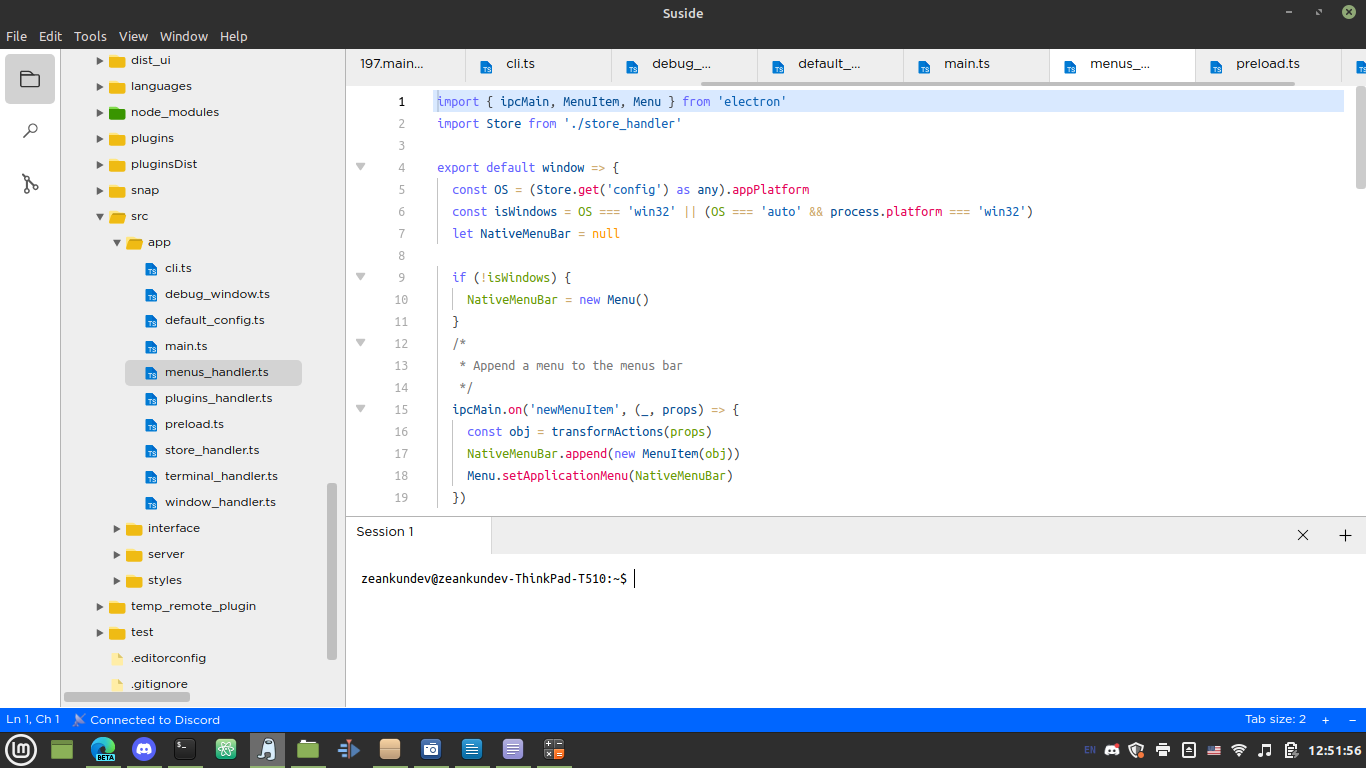 Suside
File Edit Tools View Window Help
dist_ui
languages
node_modules
plugins
pluginsDist
snap
src
app
cli.ts
debug_window.ts
default_config.ts
main.ts
menus_handler.ts
plugins_handler.ts
preload.ts
store_handler.ts
terminal_handler.ts
window_handler.ts
interface
server
styles
temp_remote_plugin
test
.editorconfig
.gitignore
197.main... cli.ts debug_... default_... main.ts menus_... preload.ts
1 import { ipcMain, MenuItem, Menu } from 'electron'
2 import Store from './store_handler'
3
4 export default window => {
5 const OS = (Store.get('config') as any).appPlatform
6 const isWindows = OS === 'win32' || (OS === 'auto' && process.platform === 'win32')
7 let NativeMenuBar = null
8
9 if (!isWindows) {
10 NativeMenuBar = new Menu()
11 }
12 /*
13 * Append a menu to the menus bar
14 */
15 ipcMain.on('newMenuItem', (_, props) => {
16 const obj = transformActions(props)
17 NativeMenuBar.append(new MenuItem(obj))
18 Menu.setApplicationMenu(NativeMenuBar)
19 })
Session 1
zeankundev@zeankundev-ThinkPad-T510:~$
Ln 1, Ch 1 Connected to Discord Tab size: 2 + −
BETA EN 12:51:56